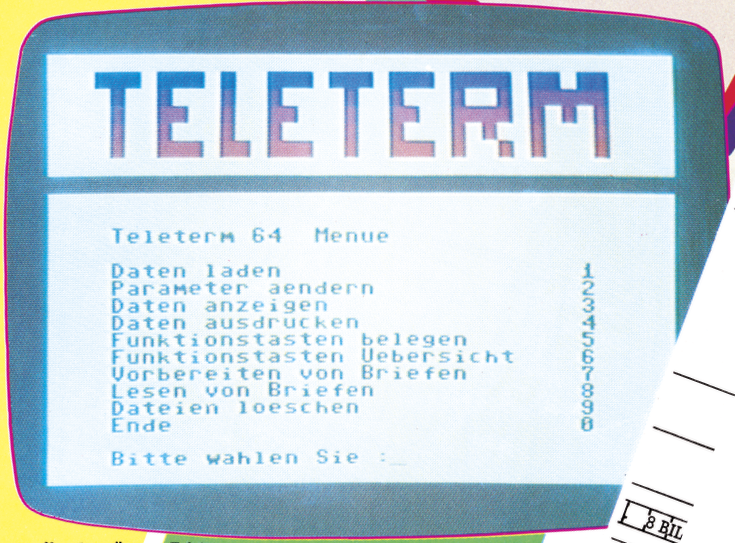 TELETERM
Teleterm 64 Menue
Daten laden 1
Parameter aendern 2
Daten anzeigen 3
Daten ausdrucken 4
Funktionstasten belegen 5
Funktionstasten Uebersicht 6
Vorbereiten von Briefen 7
Lesen von Briefen 8
Dateien loeschen 9
Ende 0
Bitte wahlen Sie :_
8 BIL